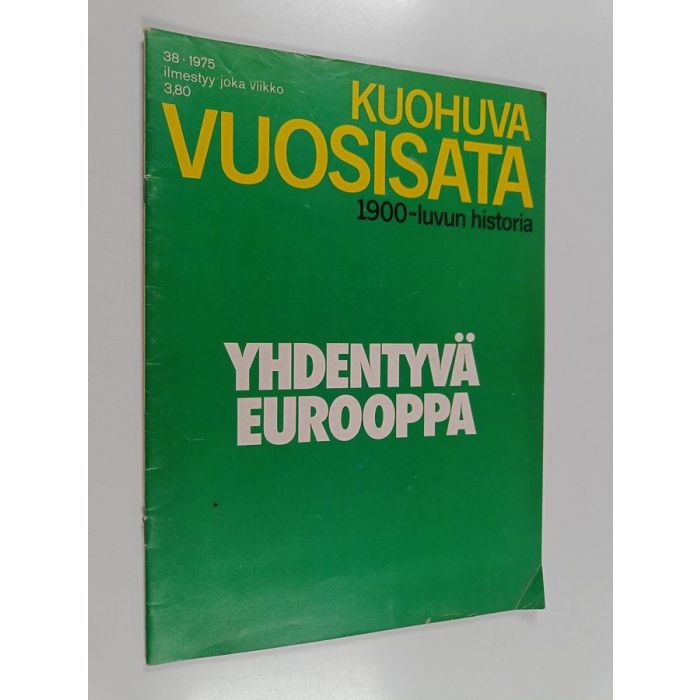 38 · 1975
ilmestyy joka viikko
3,80
KUOHUVA
VUOSISATA
1900-luvun historia
YHDENTYVÄ
EUROOPPA